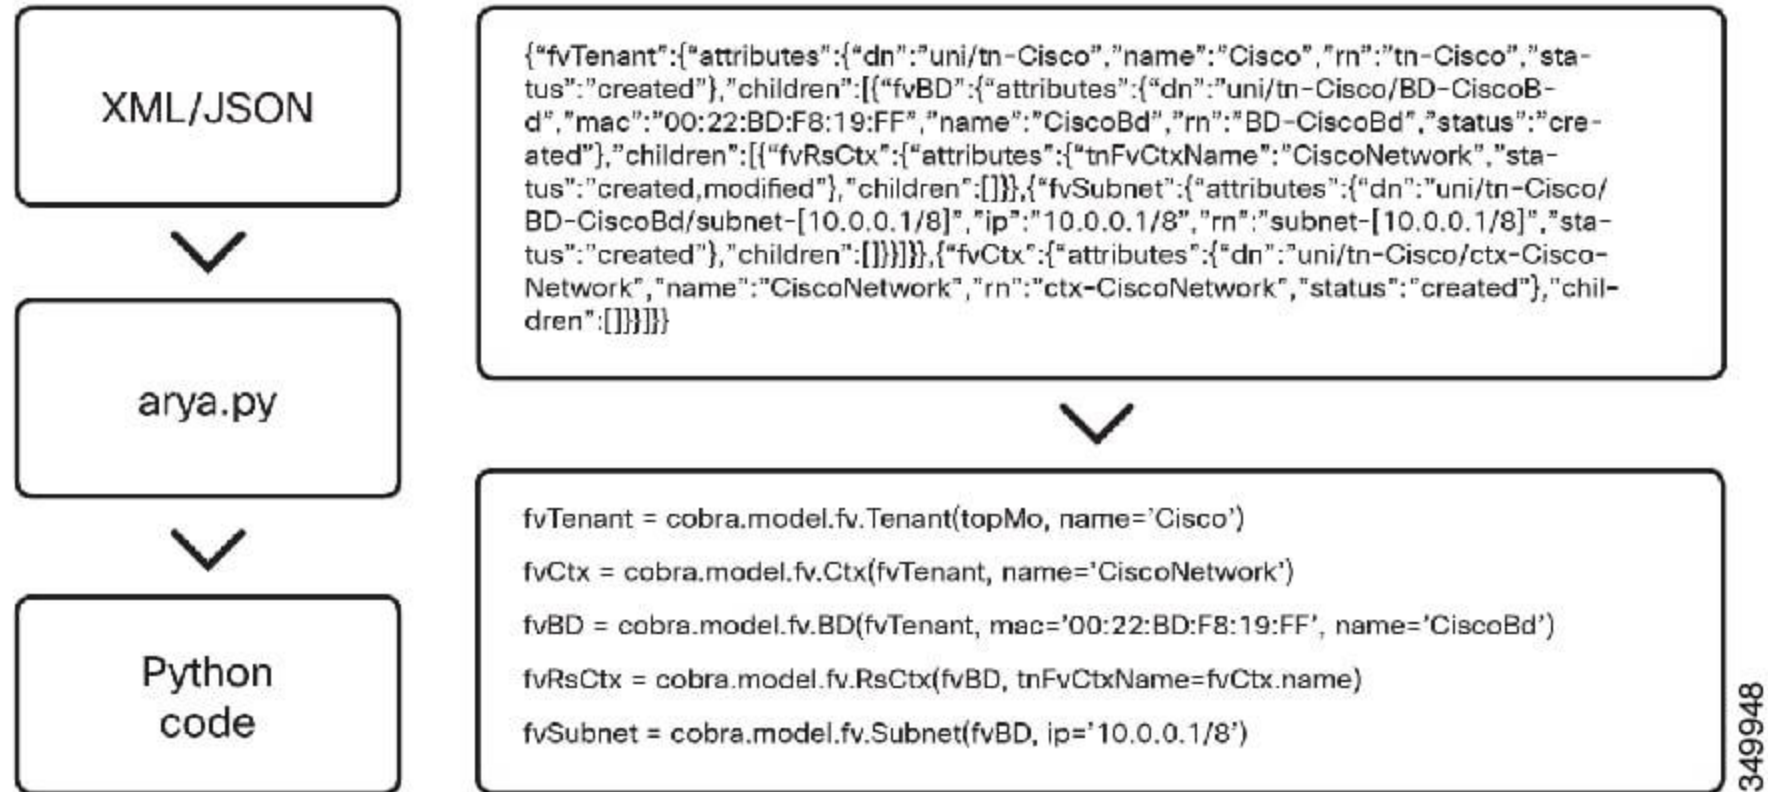 XML/JSON
arya.py
Python
code
{“fvTenant”:{“attributes”:{“dn”:”uni/tn-Cisco”,”name”:”Cisco”,”rn”:”tn-Cisco”,”sta-
tus”:”created”},”children”:[{“fvBD”:{“attributes”:{“dn”:”uni/tn-Cisco/BD-CiscoB-
d”,”mac”:”00:22:BD:F8:19:FF”,”name”:”CiscoBd”,”rn”:”BD-CiscoBd”,”status”:”cre-
ated”},”children”:[{“fvRsCtx”:{“attributes”:{“tnFvCtxName”:”CiscoNetwork”,”sta-
tus”:”created,modified”},”children”:[]}},{“fvSubnet”:{“attributes”:{“dn”:”uni/tn-Cisco/
BD-CiscoBd/subnet-[10.0.0.1/8]”,”ip”:”10.0.0.1/8”,”rn”:”subnet-[10.0.0.1/8]”,”sta-
tus”:”created”},”children”:[]}}]}},{“fvCtx”:{“attributes”:{“dn”:”uni/tn-Cisco/ctx-Cisco-
Network”,”name”:”CiscoNetwork”,”rn”:”ctx-CiscoNetwork”,”status”:”created”},”chil-
dren”:[]}}]}}
fvTenant = cobra.model.fv.Tenant(topMo, name=’Cisco’)
fvCtx = cobra.model.fv.Ctx(fvTenant, name=’CiscoNetwork’)
fvBD = cobra.model.fv.BD(fvTenant, mac=’00:22:BD:F8:19:FF’, name=’CiscoBd’)
fvRsCtx = cobra.model.fv.RsCtx(fvBD, tnFvCtxName=fvCtx.name)
fvSubnet = cobra.model.fv.Subnet(fvBD, ip=’10.0.0.1/8’)
349948